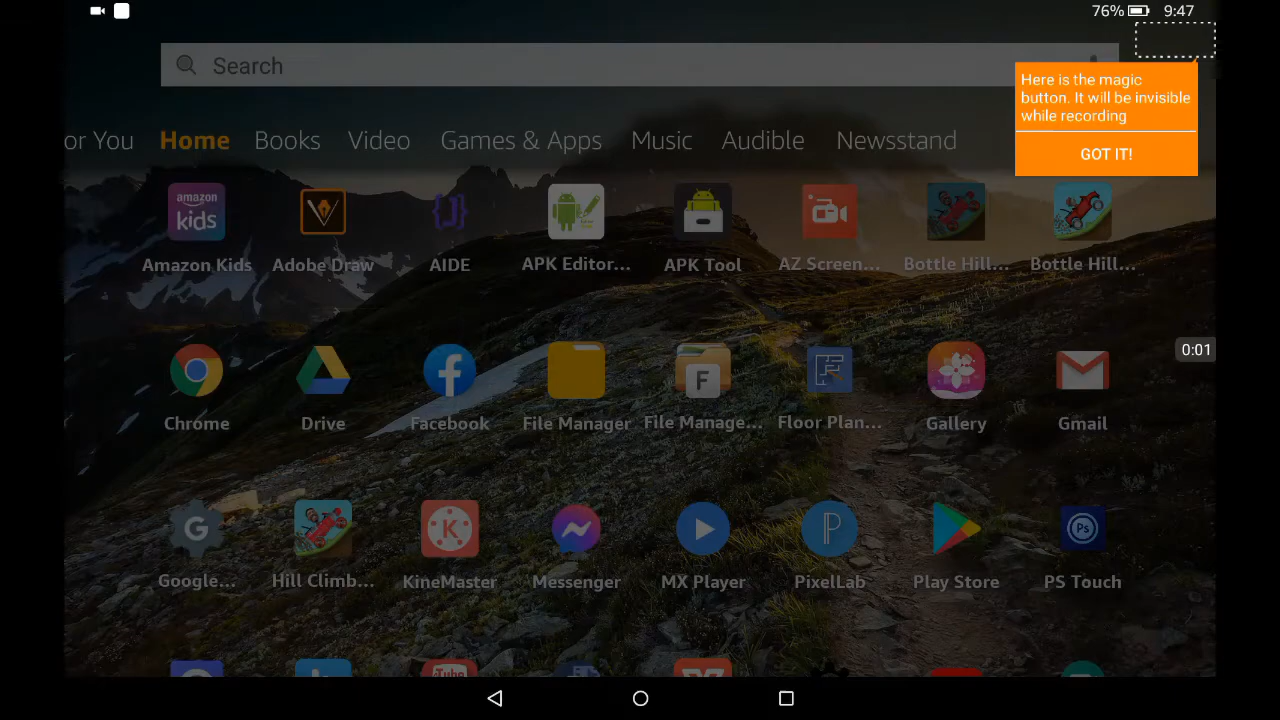 76% 9:47
Search
Here is the magic
button. It will be invisible
while recording
GOT IT!
or You Home Books Video Games & Apps Music Audible Newsstand
amazon
kids
Amazon Kids Adobe Draw AIDE APK Editor... APK Tool AZ Screen... Bottle Hill... Bottle Hill...
0:01
F
Chrome Drive Facebook File Manager File Manage... Floor Plan... Gallery Gmail
G K P Ps
Google... Hill Climb... KineMaster Messenger MX Player PixelLab Play Store PS Touch